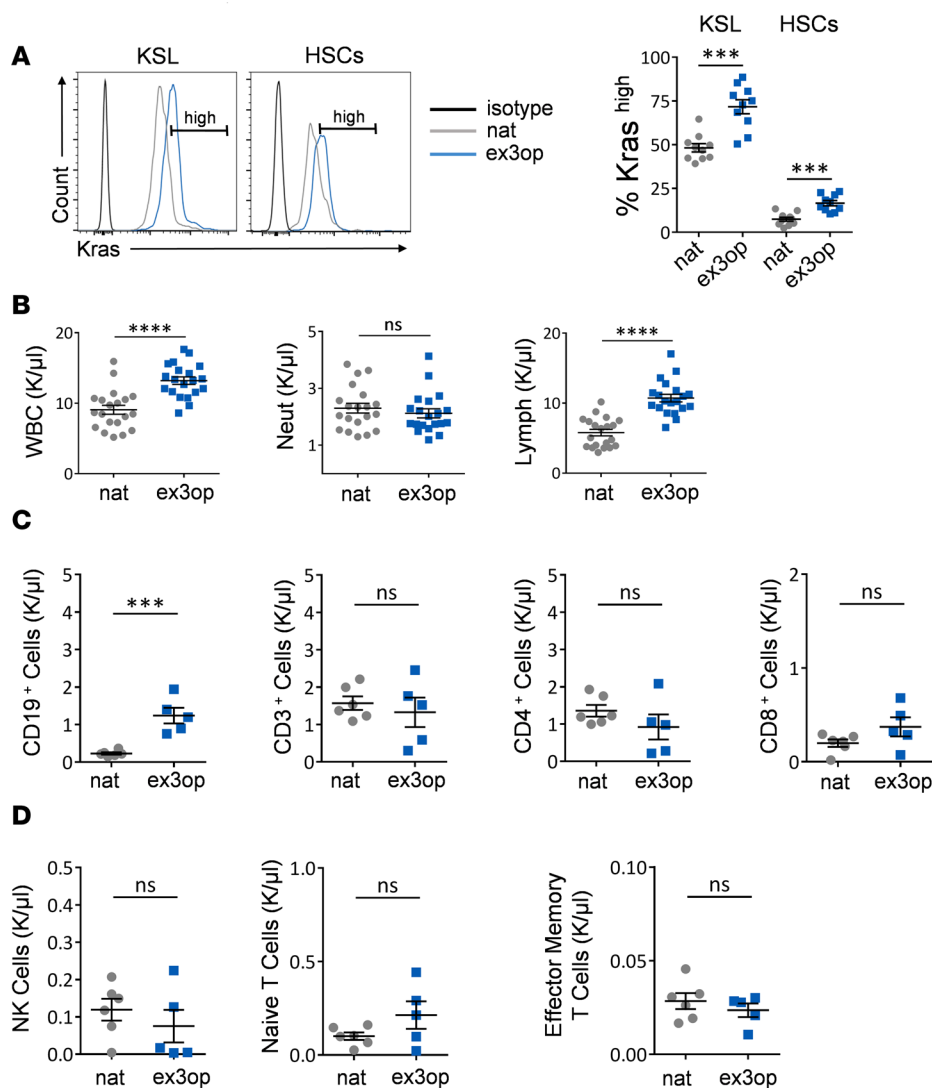 A
KSL
HSCs
high
high
Count
Kras
isotype
nat
ex3op
KSL
HSCs
***
***
% Kras high
100
75
50
25
0
nat
ex3op
nat
ex3op
B
WBC (K/µl)
20
10
0
****
nat
ex3op
Neut (K/µl)
5
3
1
ns
nat
ex3op
Lymph (K/µl)
20
10
0
****
nat
ex3op
C
CD19+ Cells (K/µl)
5
4
3
2
1
0
***
nat
ex3op
CD3+ Cells (K/µl)
5
4
3
2
1
0
ns
nat
ex3op
CD4+ Cells (K/µl)
5
4
3
2
1
0
ns
nat
ex3op
CD8+ Cells (K/µl)
2
1
0
ns
nat
ex3op
D
NK Cells (K/µl)
0.5
0.4
0.3
0.2
0.1
0.0
ns
nat
ex3op
Naive T Cells (K/µl)
1.0
0.5
0.0
ns
nat
ex3op
Effector Memory
T Cells (K/µl)
0.10
0.05
0.00
ns
nat
ex3op